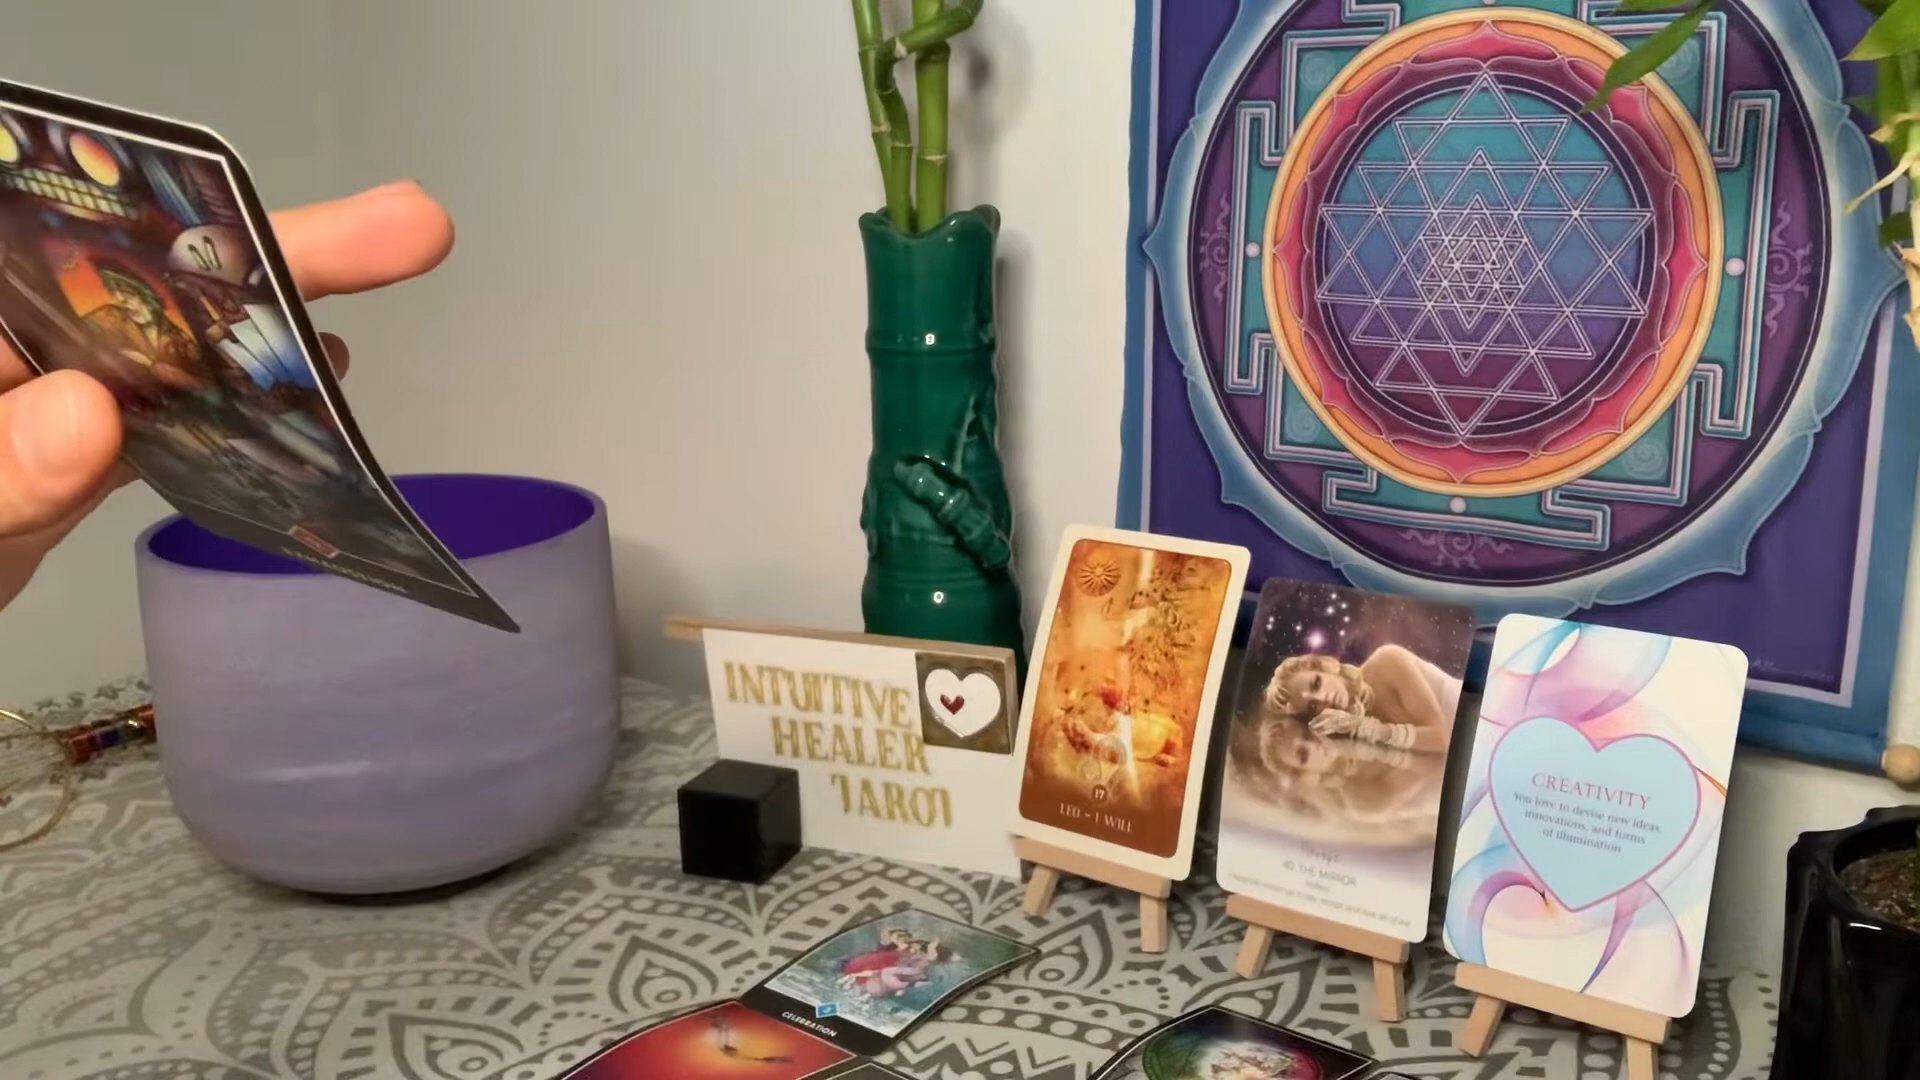 INTUITIVE
HEALER
TAROT
17
LEO ~ I WILL
40. THE MIRROR
CREATIVITY
You love to devise new ideas,
innovations, and forms
of illumination
CELEBRATION